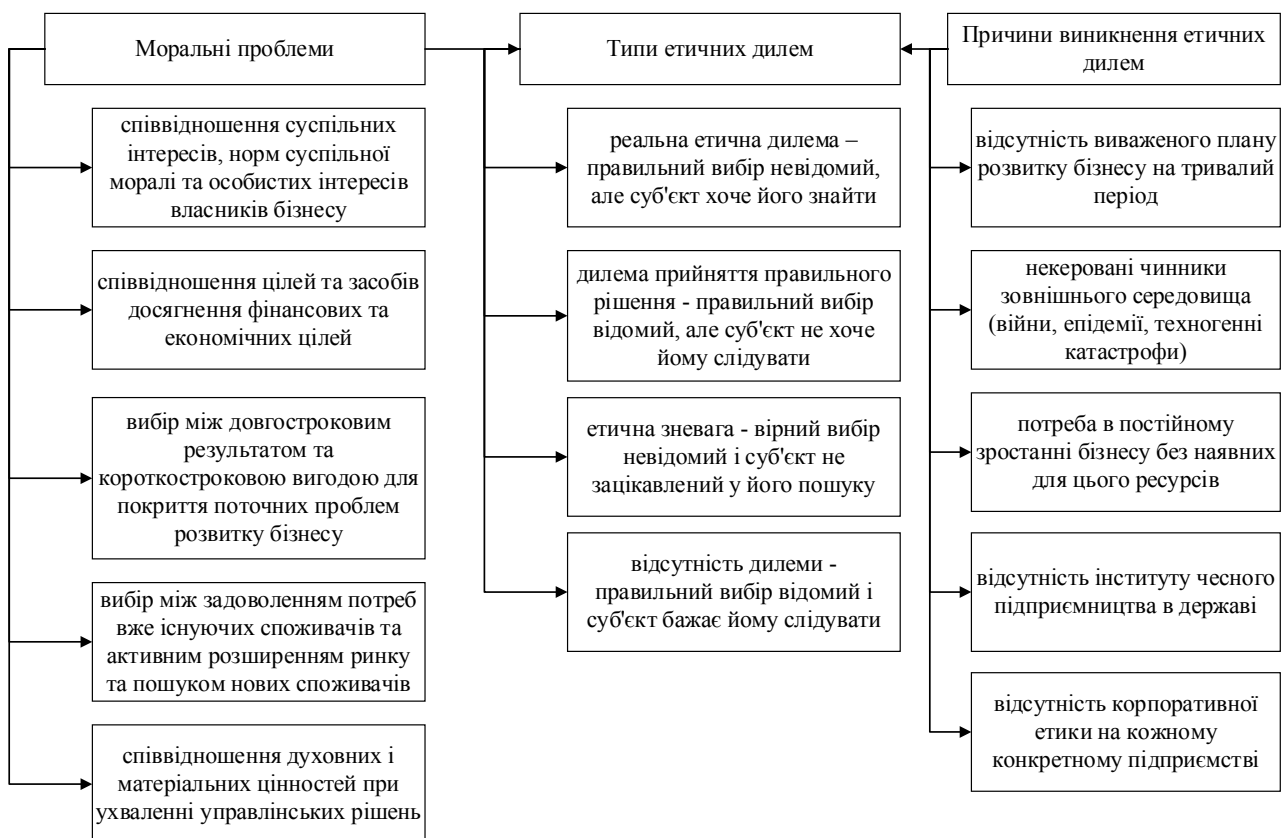 Моральні проблеми
співвідношення суспільних
інтересів, норм суспільної
моралі та особистих інтересів
власників бізнесу
співвідношення цілей та засобів
досягнення фінансових та
економічних цілей
вибір між довгостроковим
результатом та
короткостроковою вигодою для
покриття поточних проблем
розвитку бізнесу
вибір між задоволенням потреб
вже існуючих споживачів та
активним розширенням ринку
та пошуком нових споживачів
співвідношення духовних і
матеріальних цінностей при
ухваленні управлінських рішень
Типи етичних дилем
реальна етична дилема –
правильний вибір невідомий,
але суб'єкт хоче його знайти
дилема прийняття правильного
рішення - правильний вибір
відомий, але суб'єкт не хоче
йому слідувати
етична зневага - вірний вибір
невідомий і суб'єкт не
зацікавлений у його пошуку
відсутність дилеми -
правильний вибір відомий і
суб'єкт бажає йому слідувати
Причини виникнення етичних
дилем
відсутність виваженого плану
розвитку бізнесу на тривалий
період
некеровані чинники
зовнішнього середовища
(війни, епідемії, техногенні
катастрофи)
потреба в постійному
зростанні бізнесу без наявних
для цього ресурсів
відсутність інституту чесного
підприємництва в державі
відсутність корпоративної
етики на кожному
конкретному підприємстві